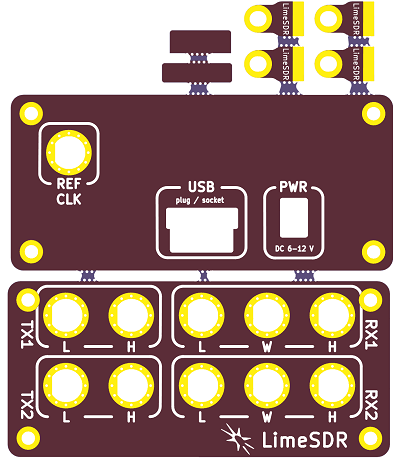 LimeSDR LimeSDR
LimeSDR LimeSDR
REF
CLK
USB
plug / socket
PWR
DC 6-12 V
TX1
L H L W H
RX1
TX2
L H L W H
RX2
LimeSDR